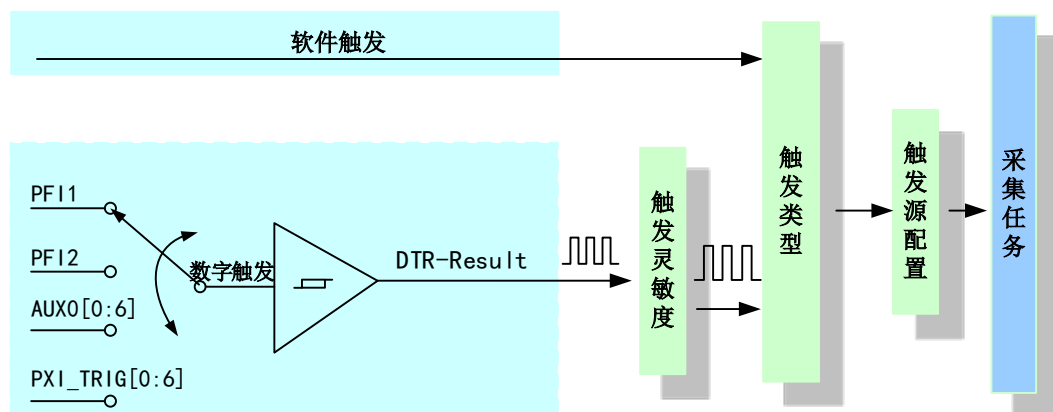 软件触发
PFI1
PFI2
AUX0[0:6]
PXI_TRIG[0:6]
数字触发
DTR-Result
触发灵敏度
触发类型
触发源配置
采集任务